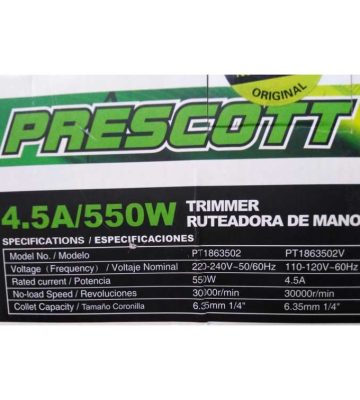 ORIGINAL
PRESCOTT
4.5A/550W TRIMMER
RUTEADORA DE MANO
SPECIFICATIONS / ESPECIFICACIONES
Model No. / Modelo PT1863502 PT1863502V
Voltage (Frequency) / Voltaje Nominal 220-240V~50/60Hz 110-120V~60Hz
Rated current / Potencia 550W 4.5A
No-load Speed / Revoluciones 30000r/min 30000r/min
Collet Capacity / Tamaño Coronilla 6.35mm 1/4" 6.35mm 1/4"